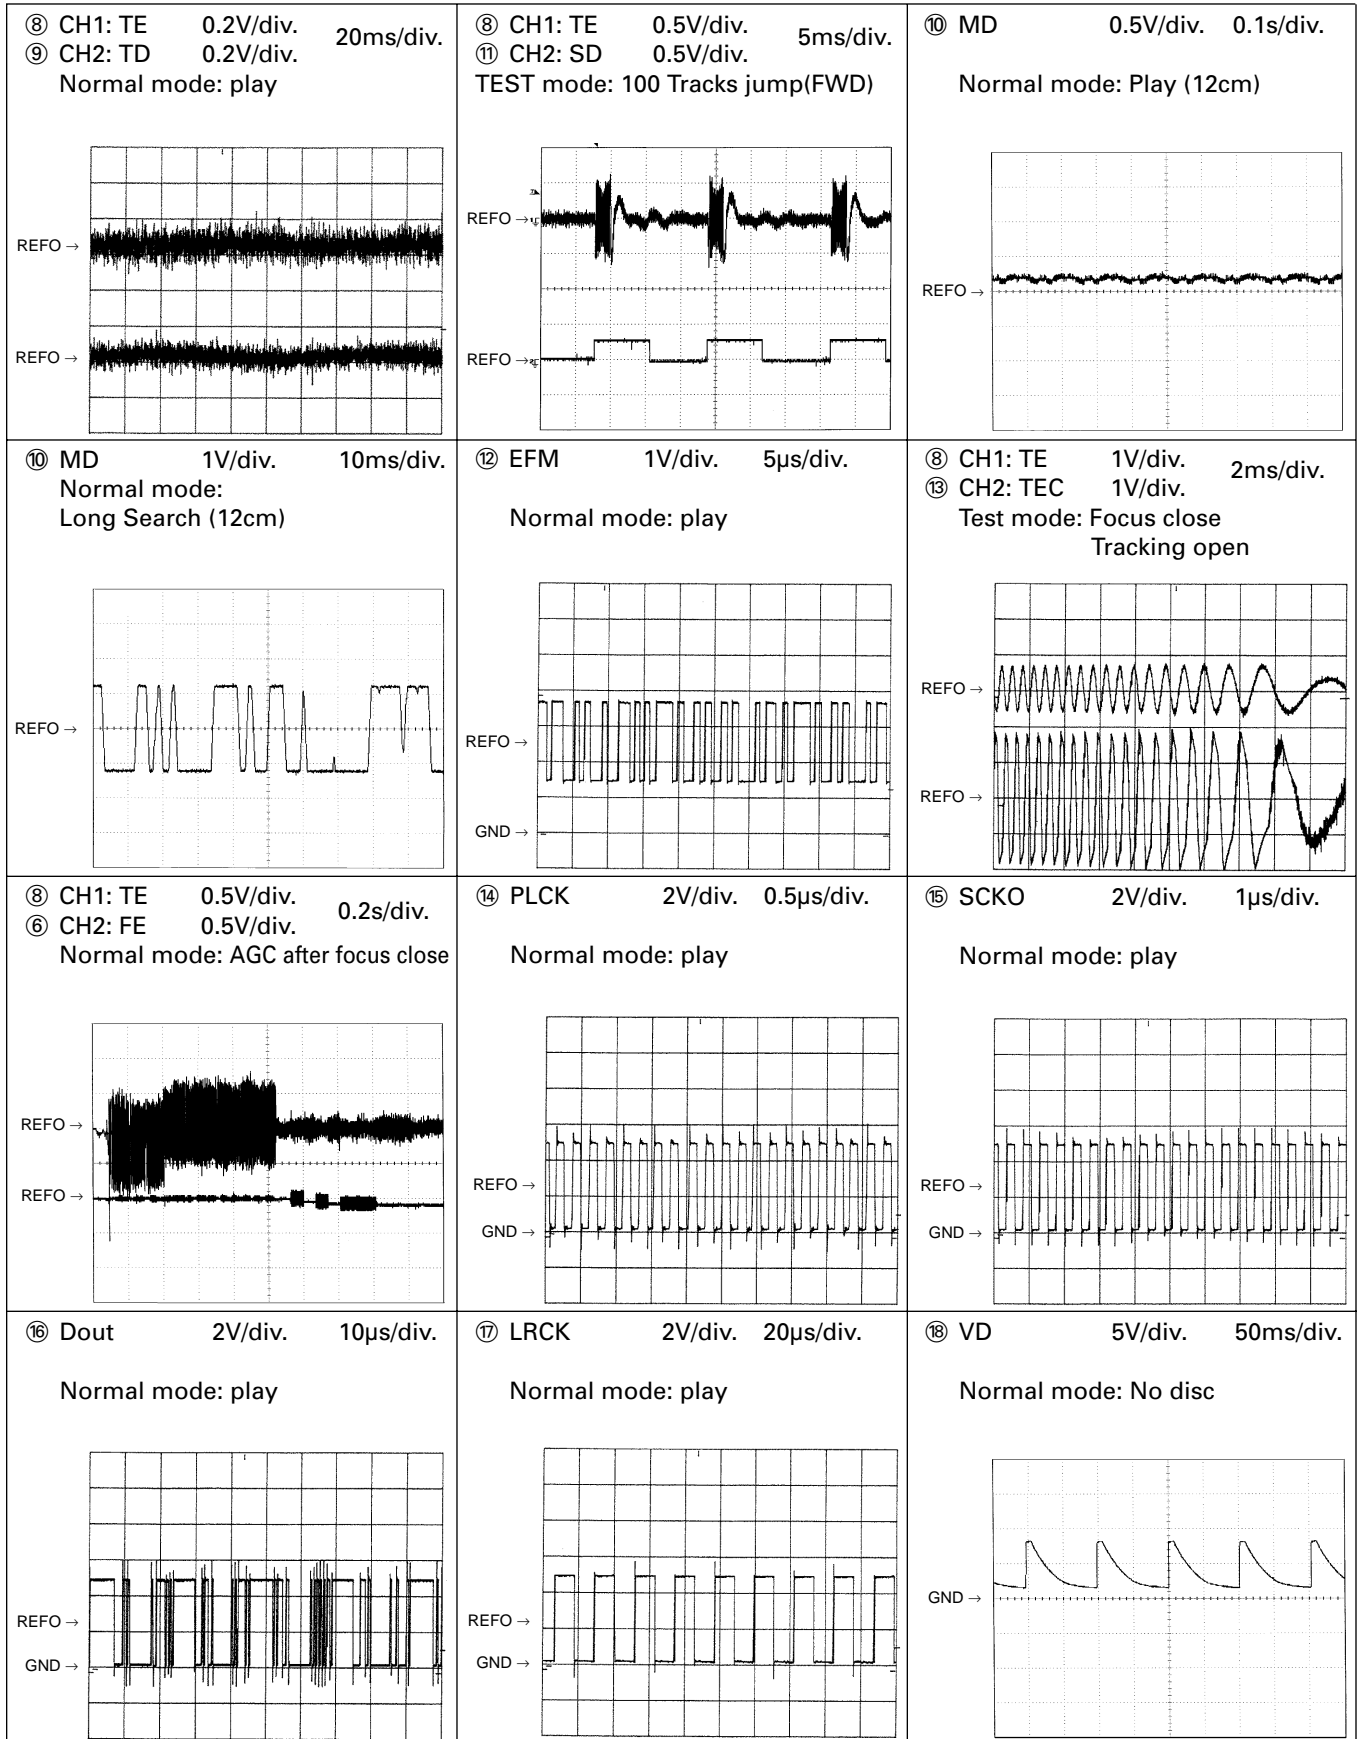 ⑧ CH1: TE 0.2V/div. 20ms/div.
⑨ CH2: TD 0.2V/div.
Normal mode: play
REFO →
REFO →
⑧ CH1: TE 0.5V/div. 5ms/div.
⑪ CH2: SD 0.5V/div.
TEST mode: 100 Tracks jump(FWD)
REFO →
REFO →
⑩ MD 0.5V/div. 0.1s/div.
Normal mode: Play (12cm)
REFO →
⑩ MD 1V/div. 10ms/div.
Normal mode:
Long Search (12cm)
REFO →
⑫ EFM 1V/div. 5µs/div.
Normal mode: play
REFO →
GND →
⑧ CH1: TE 1V/div. 2ms/div.
⑬ CH2: TEC 1V/div.
Test mode: Focus close
Tracking open
REFO →
REFO →
⑧ CH1: TE 0.5V/div. 0.2s/div.
⑥ CH2: FE 0.5V/div.
Normal mode: AGC after focus close
REFO →
REFO →
⑭ PLCK 2V/div. 0.5µs/div.
Normal mode: play
REFO →
GND →
⑮ SCKO 2V/div. 1µs/div.
Normal mode: play
REFO →
GND →
⑯ Dout 2V/div. 10µs/div.
Normal mode: play
REFO →
GND →
⑰ LRCK 2V/div. 20µs/div.
Normal mode: play
REFO →
GND →
⑱ VD 5V/div. 50ms/div.
Normal mode: No disc
GND →